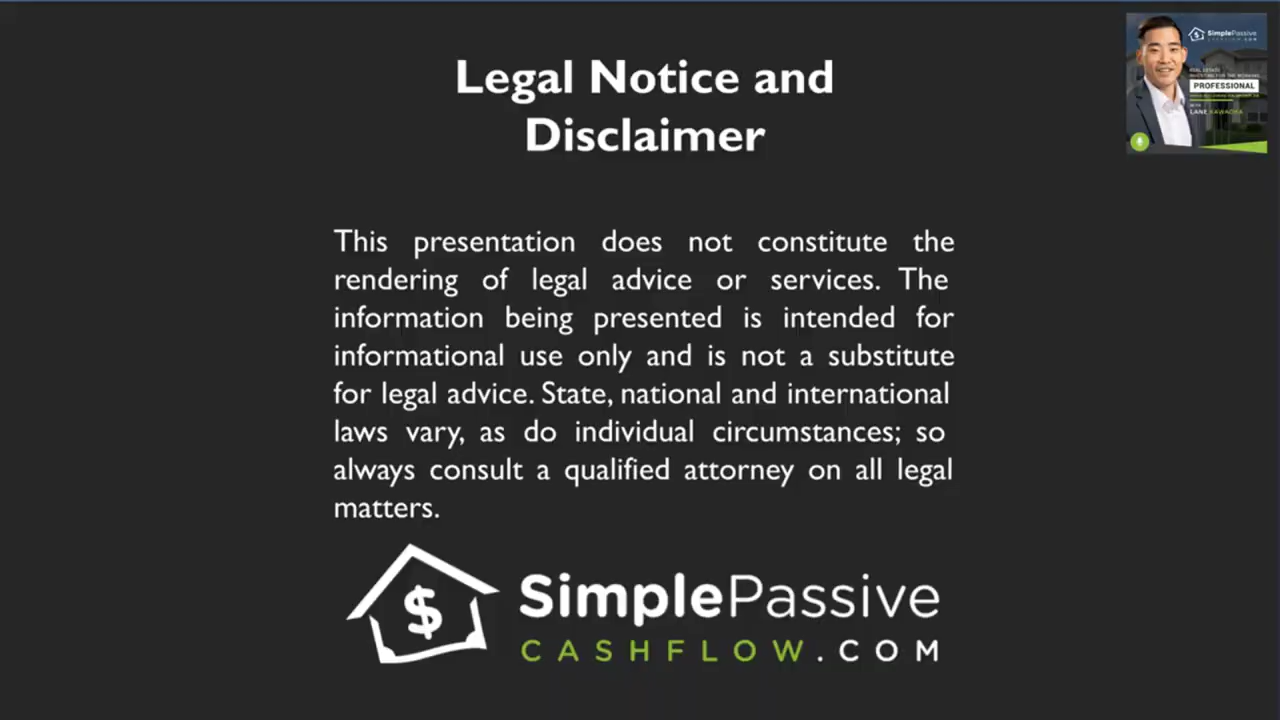 Legal Notice and
Disclaimer
This presentation does not constitute the
rendering of legal advice or services. The
information being presented is intended for
informational use only and is not a substitute
for legal advice. State, national and international
laws vary, as do individual circumstances; so
always consult a qualified attorney on all legal
matters.
$ SimplePassive
CASHFLOW.COM
$ SimplePassive
PROFESSIONAL
LANE KAWAOKA